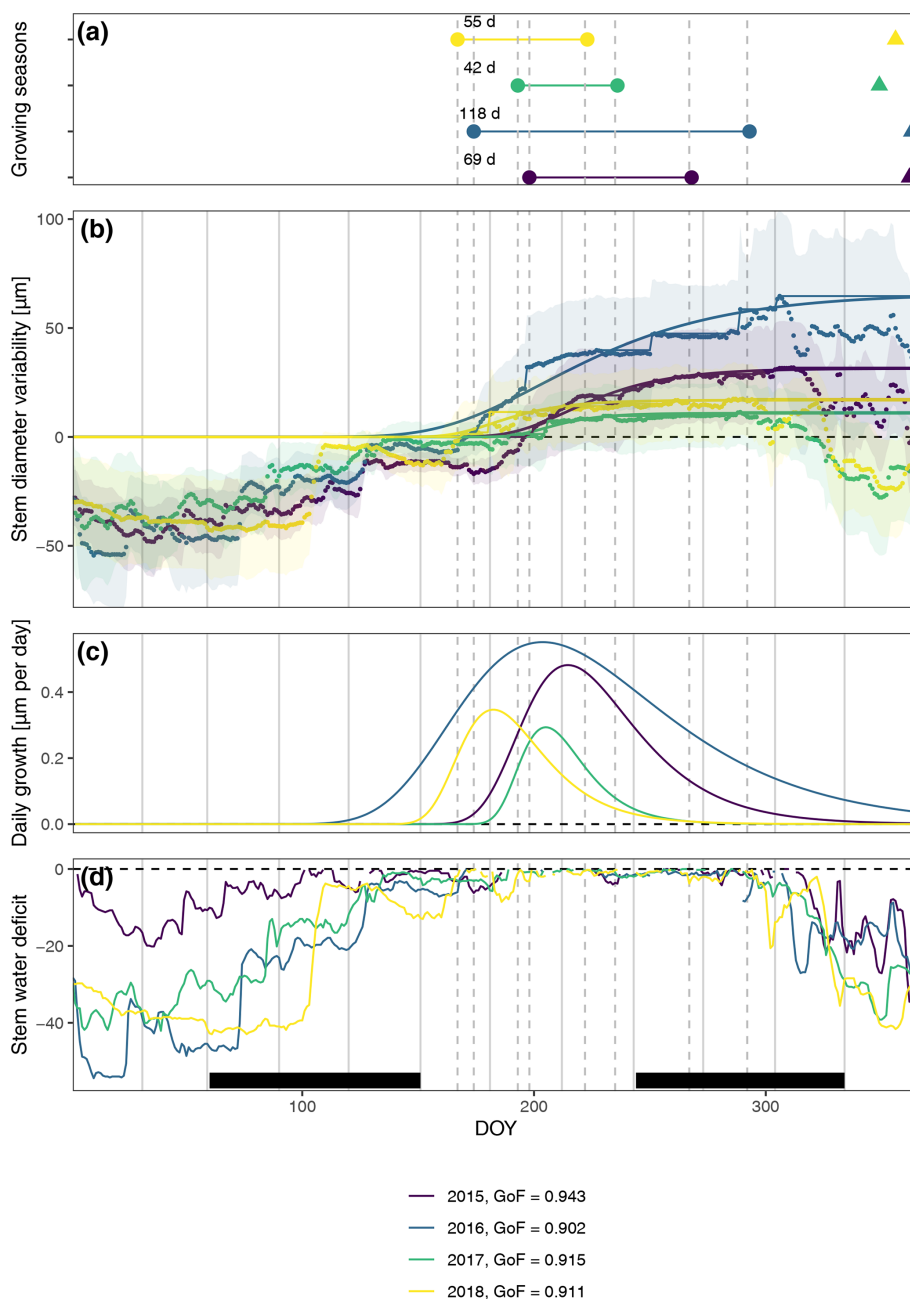 (a)
55 d
42 d
118 d
69 d
Growing seasons
(b)
100
50
0
−50
Stem diameter variability [µm]
(c)
0.4
0.2
0.0
Daily growth [µm per day]
(d)
0
−20
−40
Stem water deficit
100 200 300
DOY
2015, GoF = 0.943
2016, GoF = 0.902
2017, GoF = 0.915
2018, GoF = 0.911